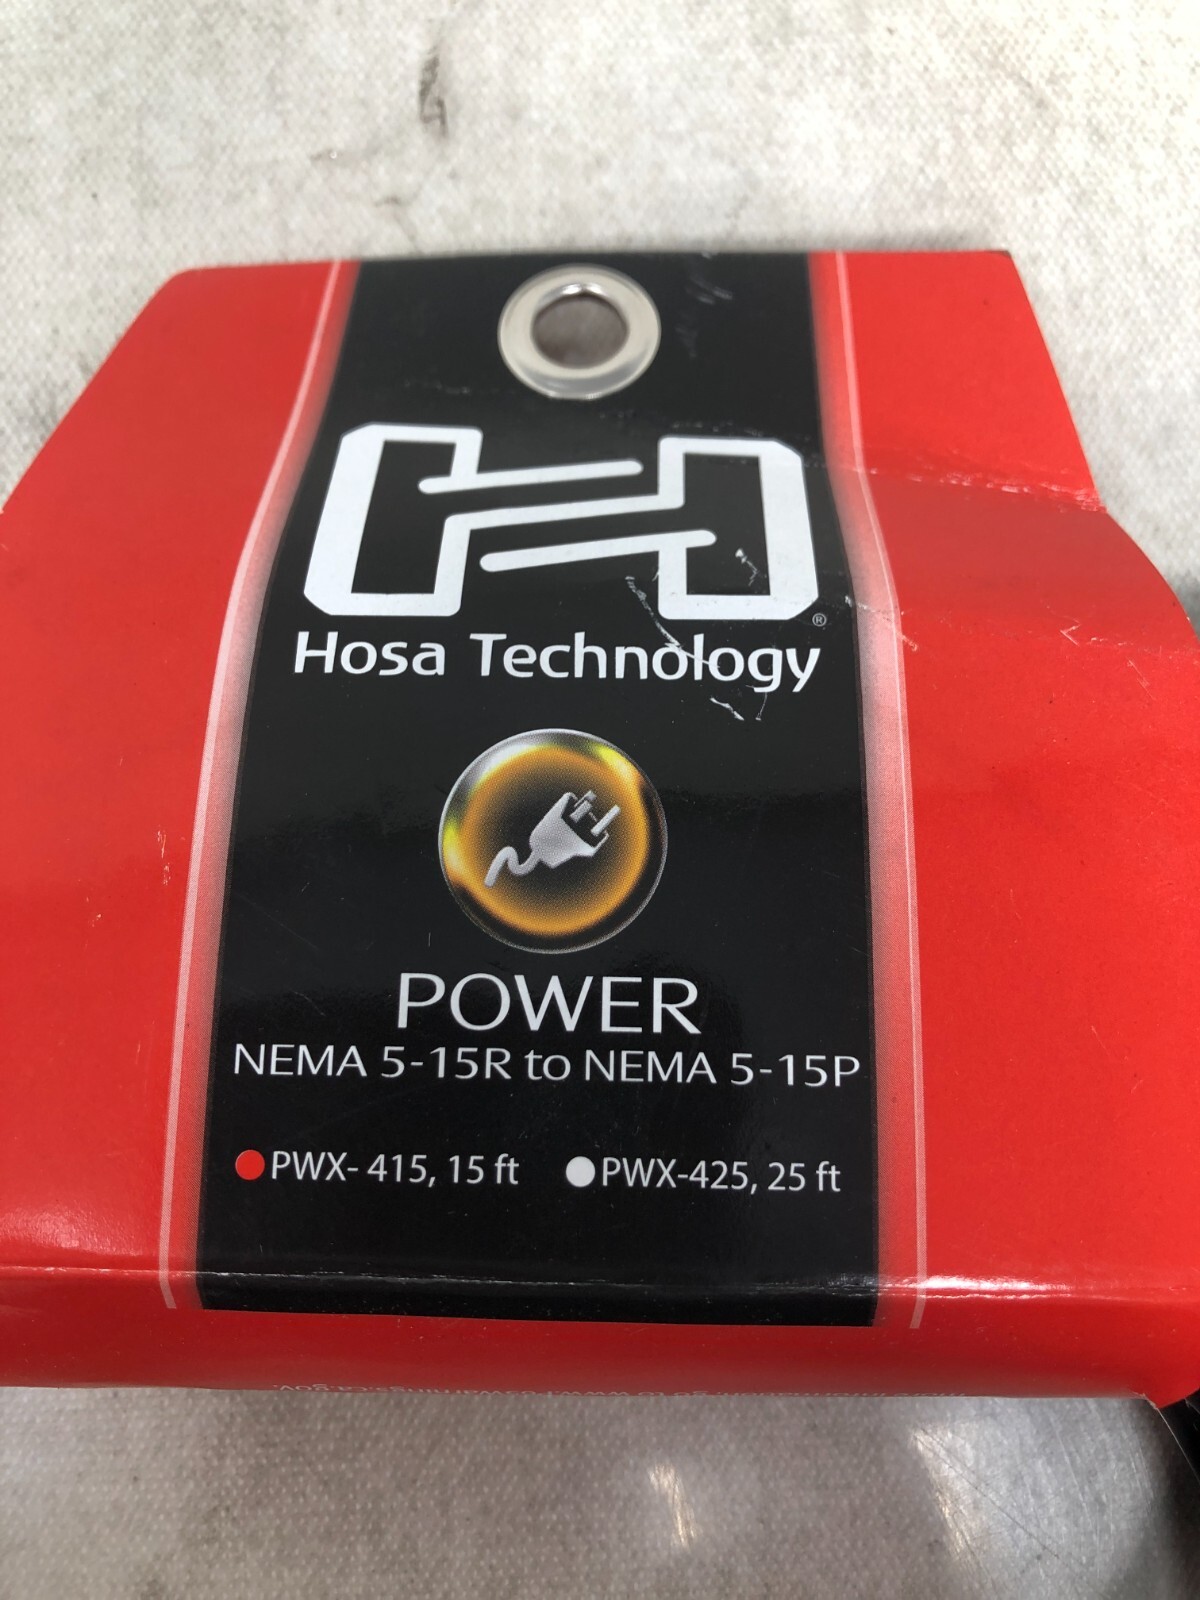 ®
Hosa Technology
POWER
NEMA 5-15R to NEMA 5-15P
PWX- 415, 15 ft PWX-425, 25 ft